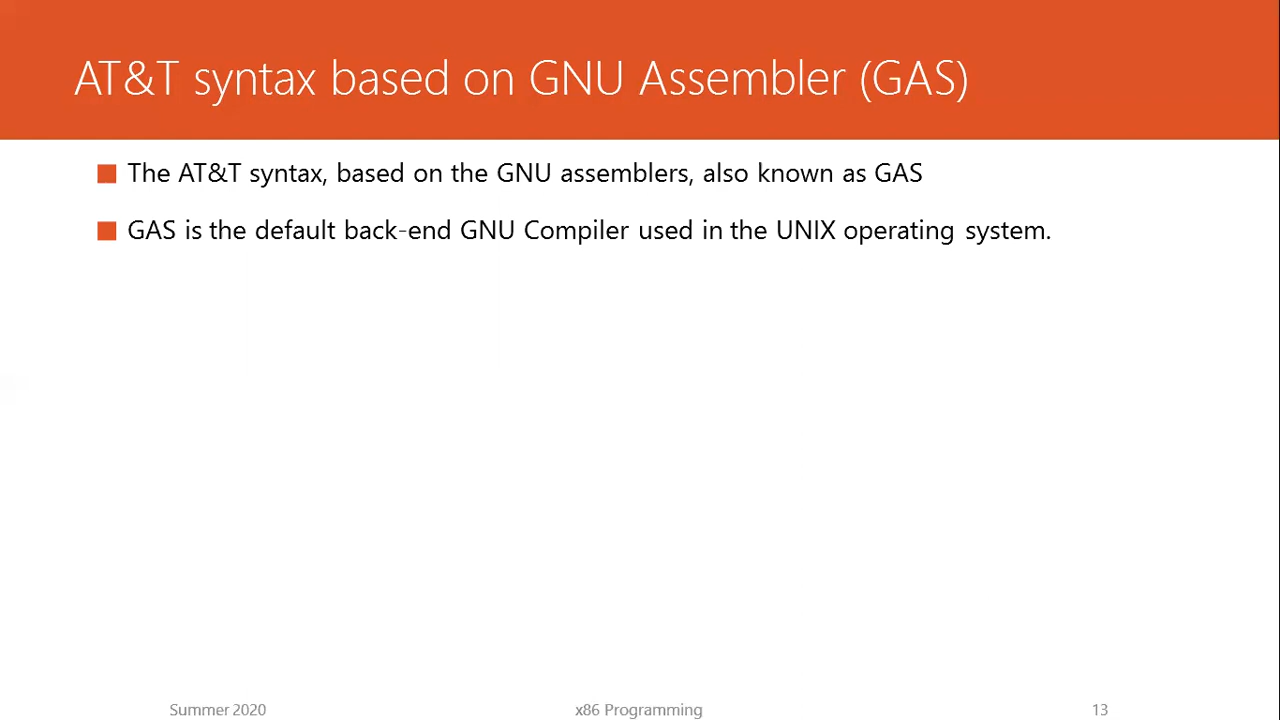 AT&T syntax based on GNU Assembler (GAS)
The AT&T syntax, based on the GNU assemblers, also known as GAS
GAS is the default back-end GNU Compiler used in the UNIX operating system.
Summer 2020
x86 Programming
13